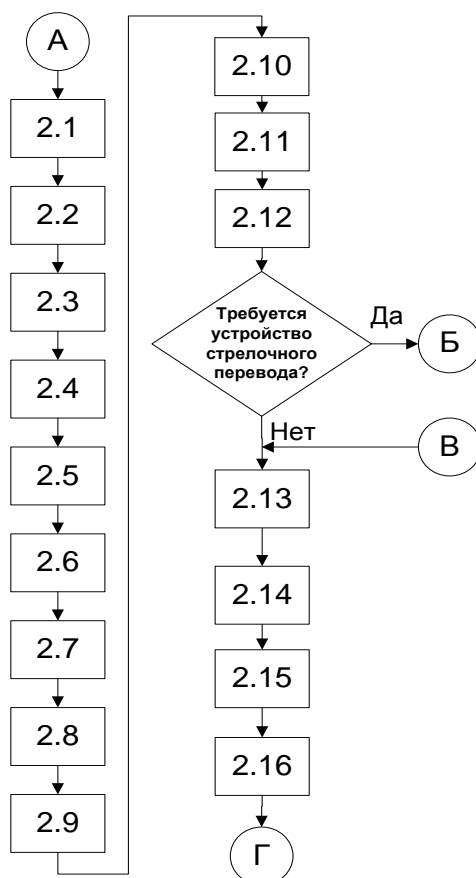 А
2.1
2.2
2.3
2.4
2.5
2.6
2.7
2.8
2.9
2.10
2.11
2.12
Требуется
устройство
стрелочного
перевода?
Да
Б
Нет
В
2.13
2.14
2.15
2.16
Г